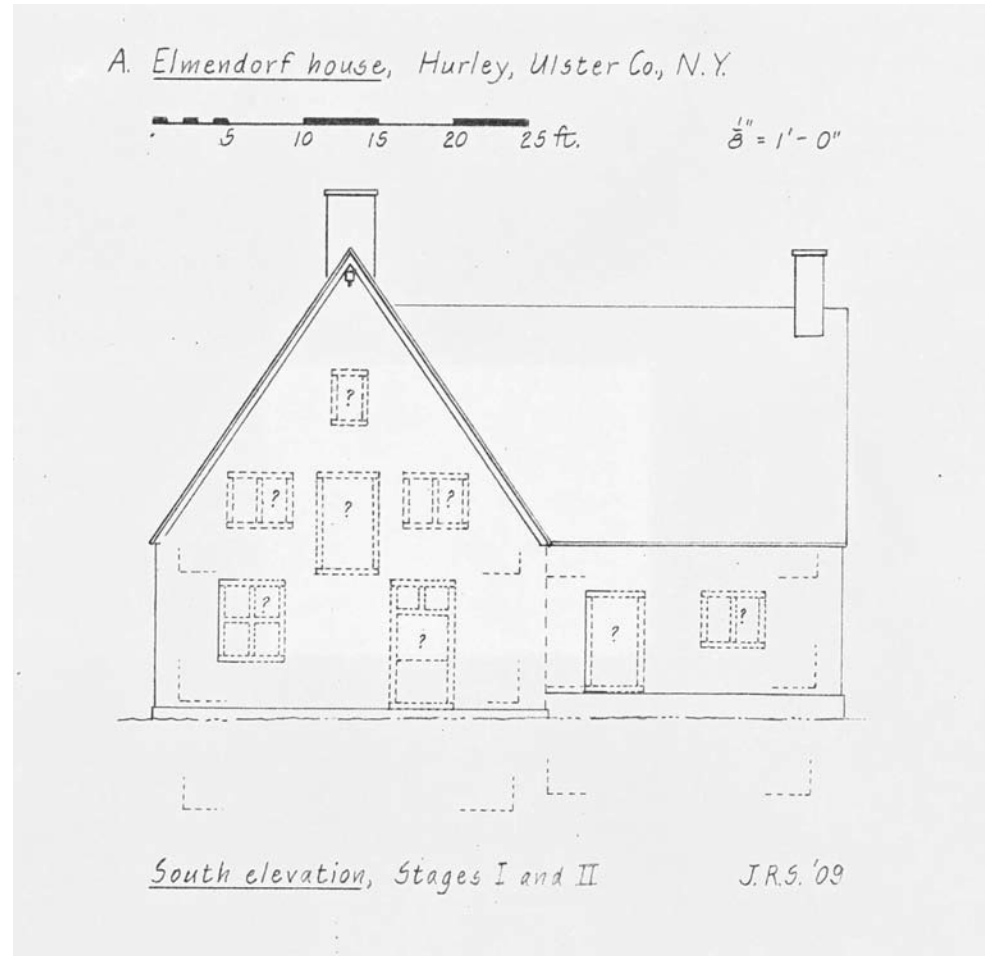 A. Elmendorf house, Hurley, Ulster Co., N.Y.
. 5 10 15 20 25 ft.
1/8" = 1'-0"
?
? ? ?
? ? ? ?
South elevation, Stages I and II
J.R.S. '09